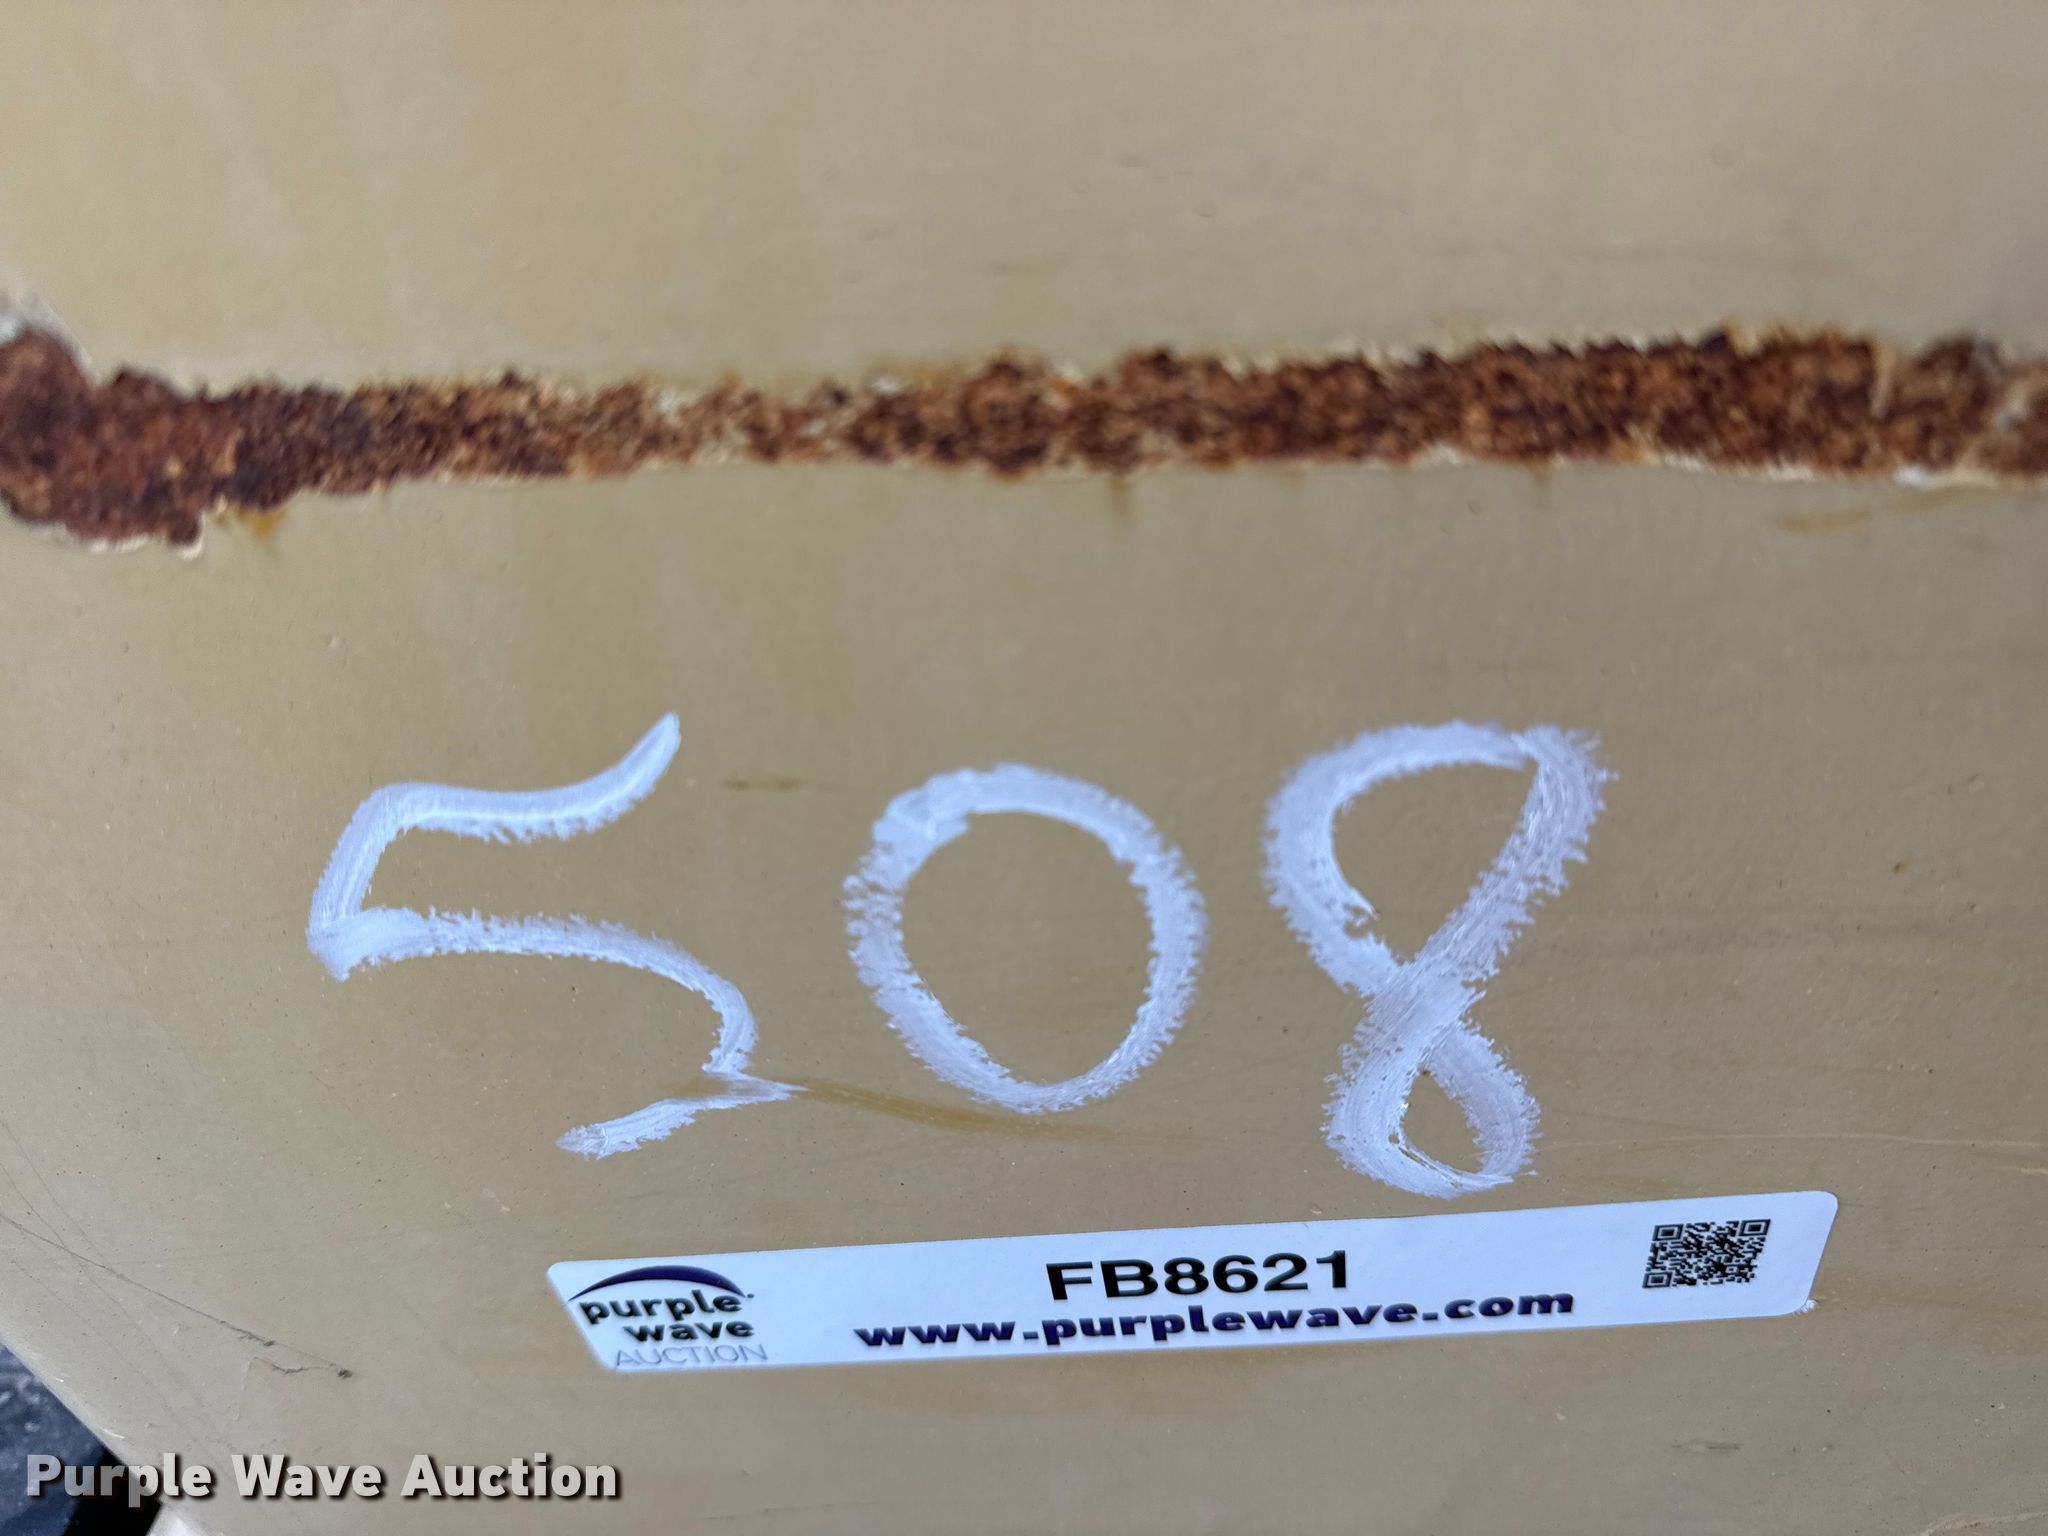 508
purple
wave
AUCTION
FB8621
www.purplewave.com
Purple Wave Auction